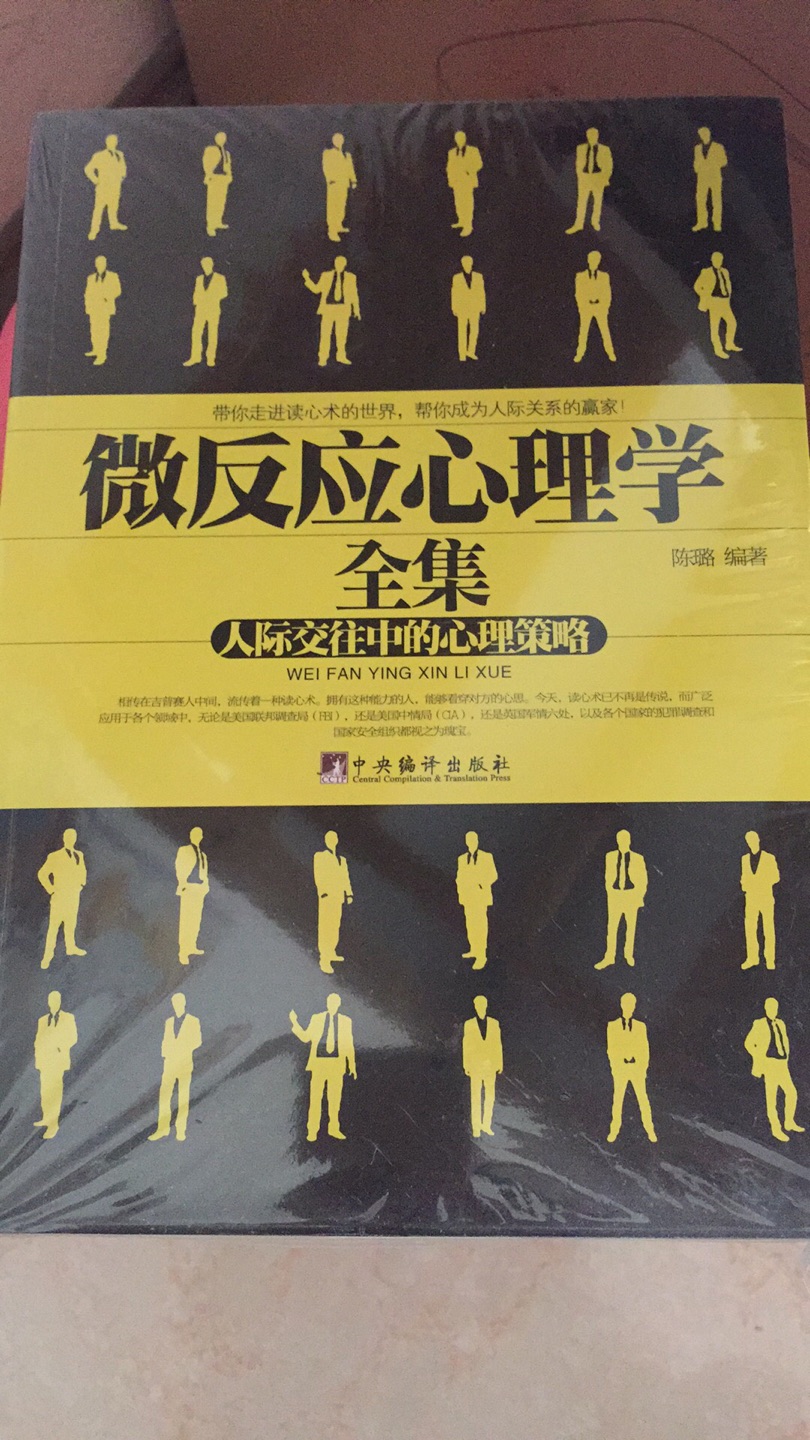 带你走进读心术的世界，帮你成为人际关系的赢家！
微反应心理学
全集
陈璐 编著
人际交往中的心理策略
WEI FAN YING XIN LI XUE
相传在吉普赛人中间，流传着一种读心术。拥有这种能力的人，能够看穿对方的心思。今天，读心术已不再是传说，而广泛
应用于各个领域中，无论是美国联邦调查局（FBI），还是美国中情局（CIA），还是英国军情六处，以及各个国家的犯罪调查和
国家安全组织都视之为瑰宝。
CCTP
中央编译出版社
Central Compilation & Translation Press